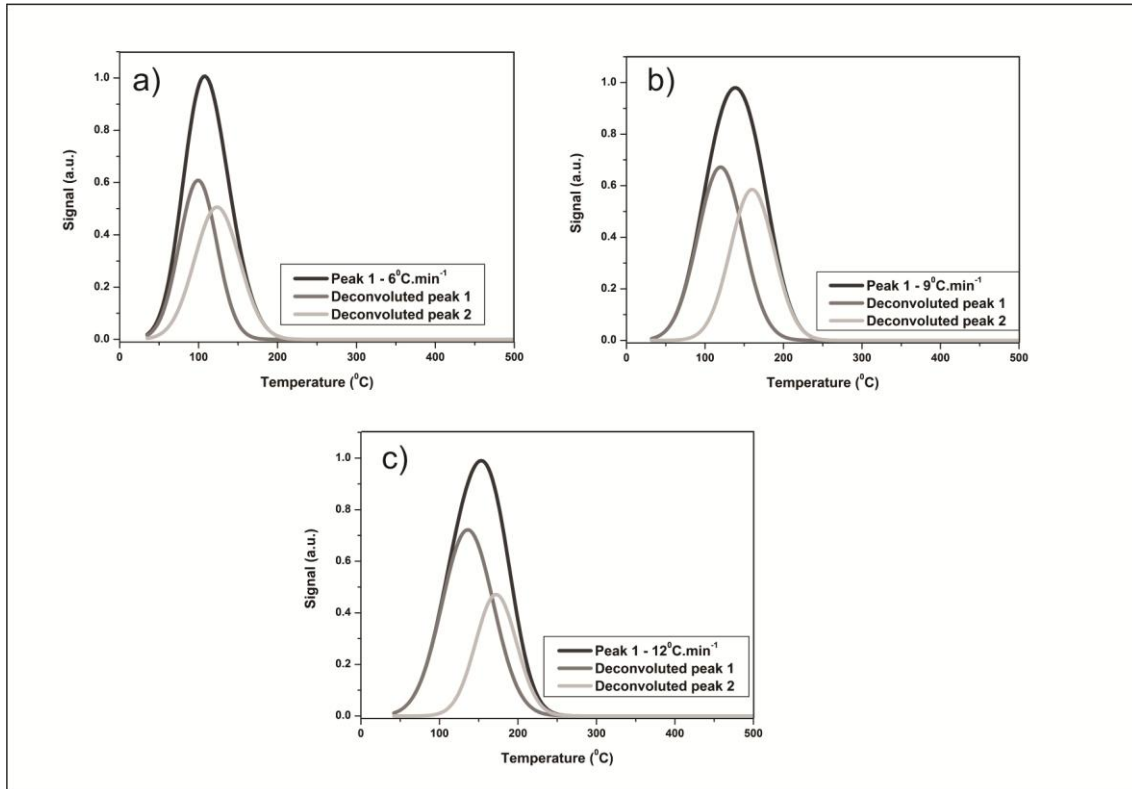 a)
1.0
0.8
0.6
0.4
0.2
0.0
Signal (a.u.)
Peak 1 - 6⁰C.min⁻¹
Deconvoluted peak 1
Deconvoluted peak 2
0 100 200 300 400 500
Temperature (⁰C)
b)
1.0
0.8
0.6
0.4
0.2
0.0
Signal (a.u.)
Peak 1 - 9⁰C.min⁻¹
Deconvoluted peak 1
Deconvoluted peak 2
0 100 200 300 400 500
Temperature (⁰C)
c)
1.0
0.8
0.6
0.4
0.2
0.0
Signal (a.u.)
Peak 1 - 12⁰C.min⁻¹
Deconvoluted peak 1
Deconvoluted peak 2
0 100 200 300 400 500
Temperature (⁰C)